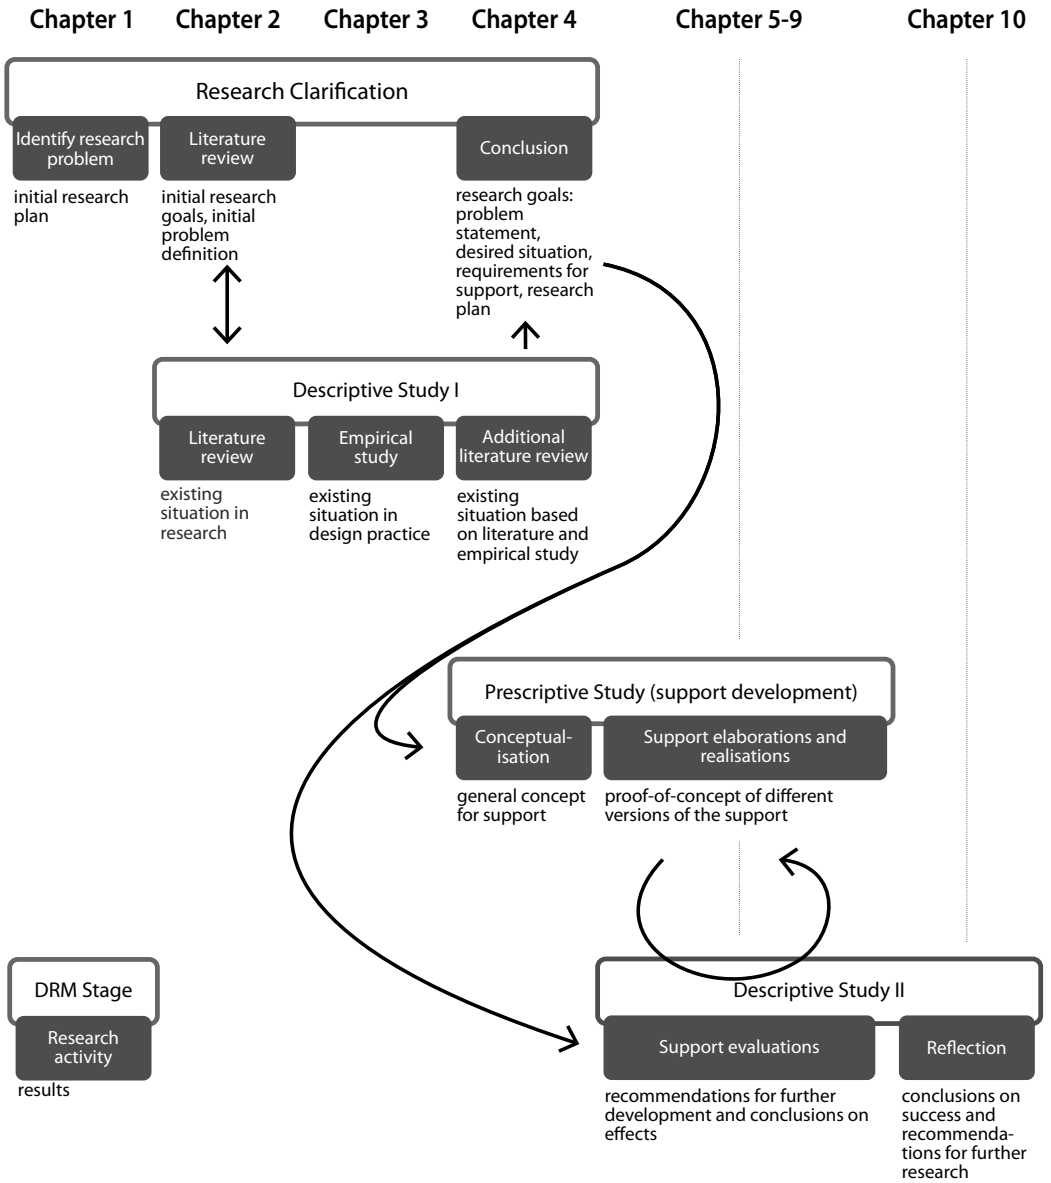 Chapter 1
Chapter 2
Chapter 3
Chapter 4
Chapter 5-9
Chapter 10
Research Clarification
Identify research
problem
Literature
review
Conclusion
initial research
plan
initial research
goals, initial
problem
definition
research goals:
problem
statement,
desired situation,
requirements for
support, research
plan
Descriptive Study I
Literature
review
Empirical
study
Additional
literature review
existing
situation in
research
existing
situation in
design practice
existing
situation based
on literature and
empirical study
Prescriptive Study (support development)
Conceptual-
isation
Support elaborations and
realisations
general concept
for support
proof-of-concept of different
versions of the support
DRM Stage
Research
activity
results
Descriptive Study II
Support evaluations
Reflection
recommendations for further
development and conclusions on
effects
conclusions on
success and
recommenda-
tions for further
research